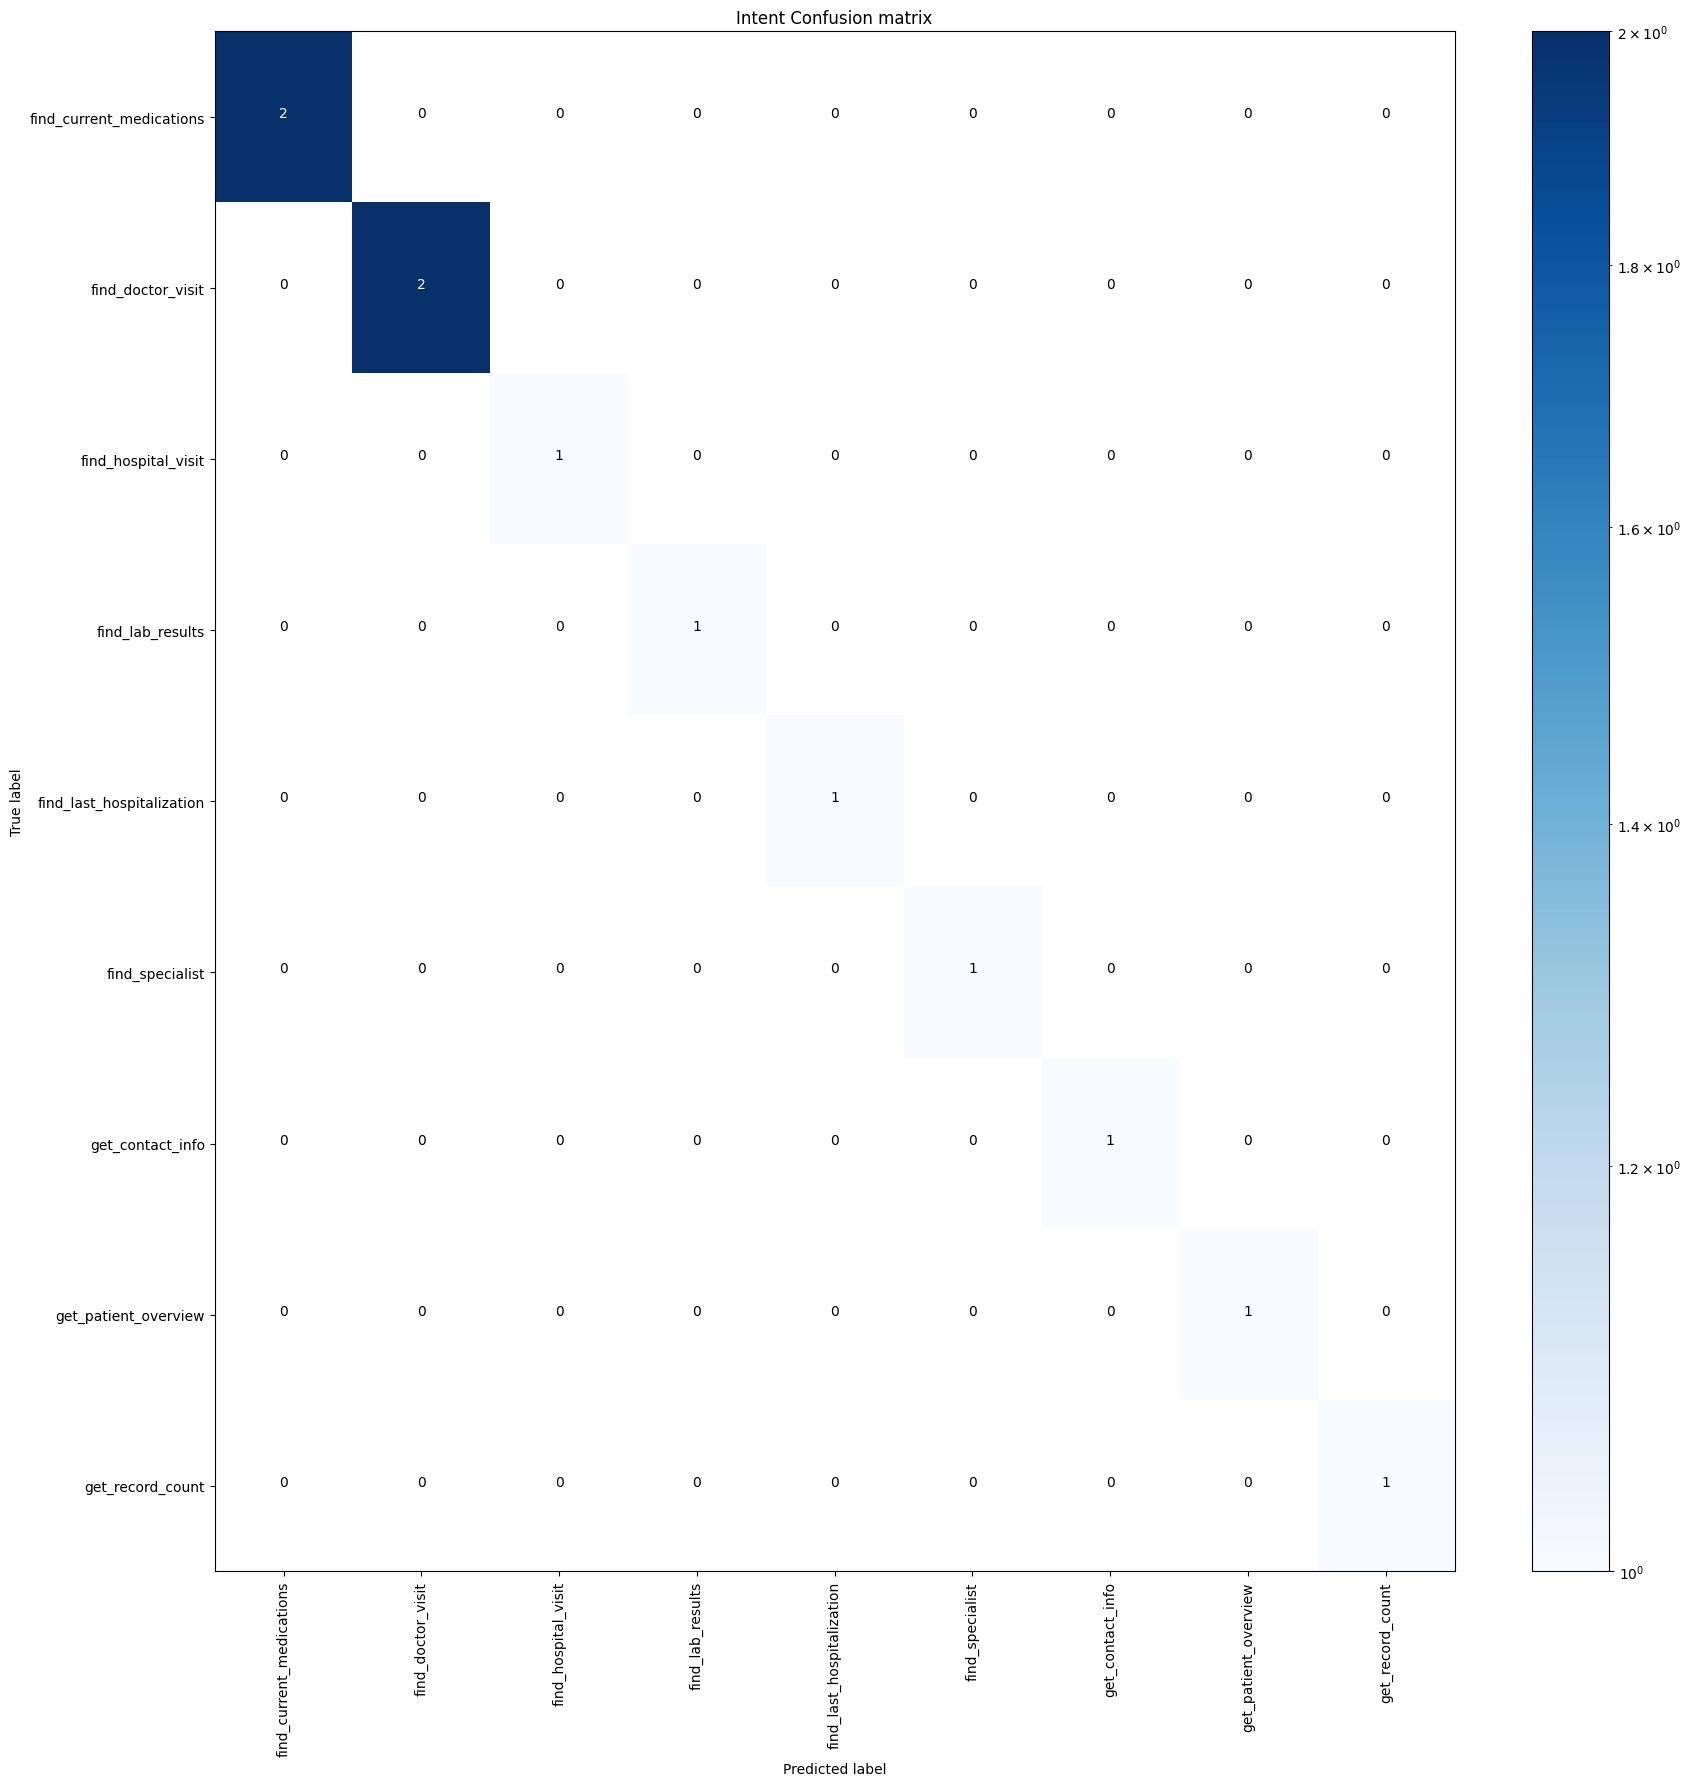 Intent Confusion matrix
find_current_medications
2 0 0 0 0 0 0 0 0
find_doctor_visit
0 2 0 0 0 0 0 0 0
find_hospital_visit
0 0 1 0 0 0 0 0 0
find_lab_results
0 0 0 1 0 0 0 0 0
find_last_hospitalization
0 0 0 0 1 0 0 0 0
find_specialist
0 0 0 0 0 1 0 0 0
get_contact_info
0 0 0 0 0 0 1 0 0
get_patient_overview
0 0 0 0 0 0 0 1 0
get_record_count
0 0 0 0 0 0 0 0 1
True label
find_current_medications
find_doctor_visit
find_hospital_visit
find_lab_results
find_last_hospitalization
find_specialist
get_contact_info
get_patient_overview
get_record_count
Predicted label
2 × 10⁰
1.8 × 10⁰
1.6 × 10⁰
1.4 × 10⁰
1.2 × 10⁰
10⁰